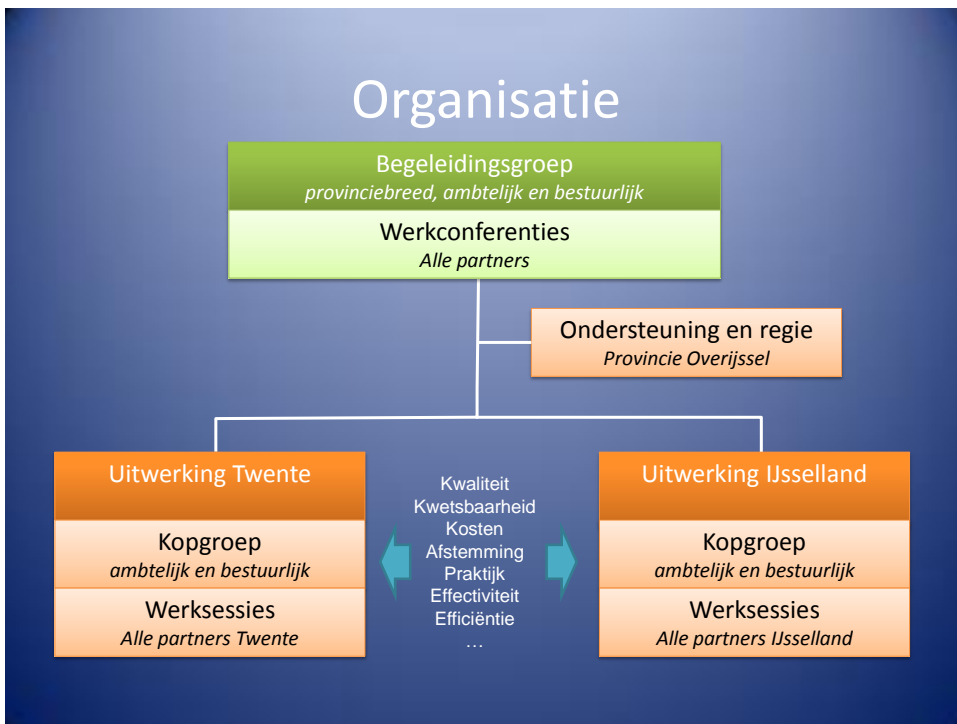 Organisatie
Begeleidingsgroep
provinciebreed, ambtelijk en bestuurlijk
Werkconferenties
Alle partners
Ondersteuning en regie
Provincie Overijssel
Uitwerking Twente
Kopgroep
ambtelijk en bestuurlijk
Werksessies
Alle partners Twente
Kwaliteit
Kwetsbaarheid
Kosten
Afstemming
Praktijk
Effectiviteit
Efficiëntie
…
Uitwerking IJsselland
Kopgroep
ambtelijk en bestuurlijk
Werksessies
Alle partners IJsselland